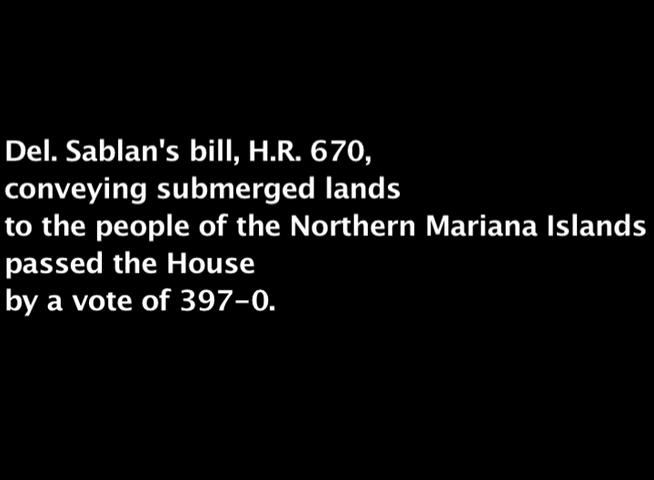 Del. Sablan's bill, H.R. 670,
conveying submerged lands
to the people of the Northern Mariana Islands
passed the House
by a vote of 397-0.